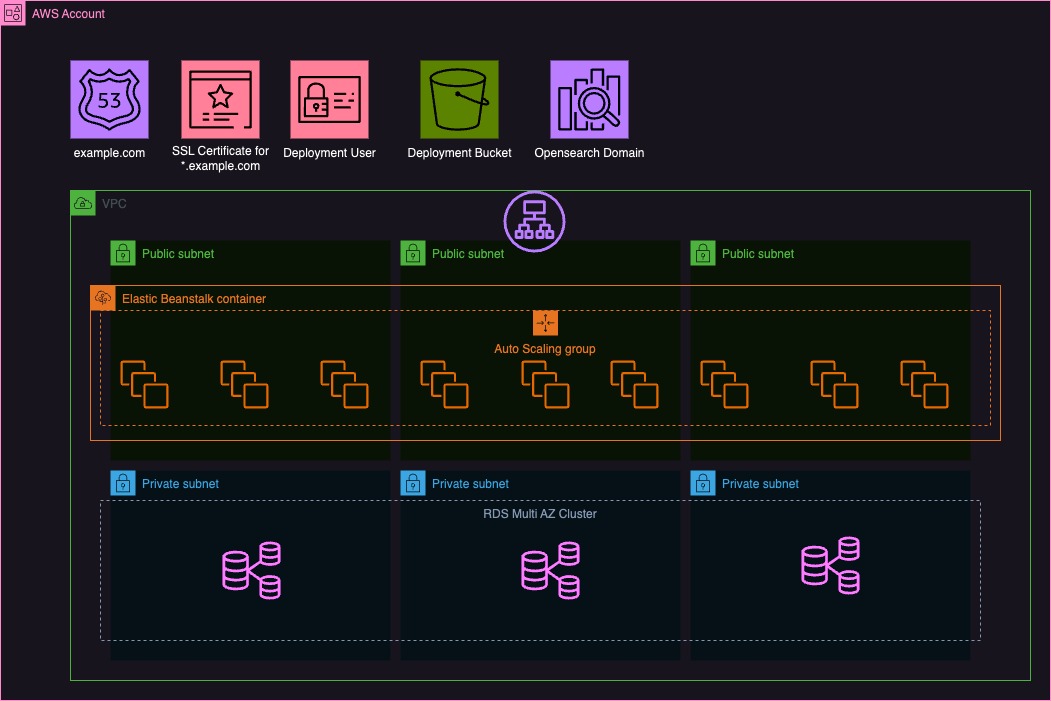 AWS Account
53
example.com
SSL Certificate for
*.example.com
Deployment User
Deployment Bucket
Opensearch Domain
VPC
Public subnet
Public subnet
Public subnet
Elastic Beanstalk container
Auto Scaling group
Private subnet
Private subnet
Private subnet
RDS Multi AZ Cluster